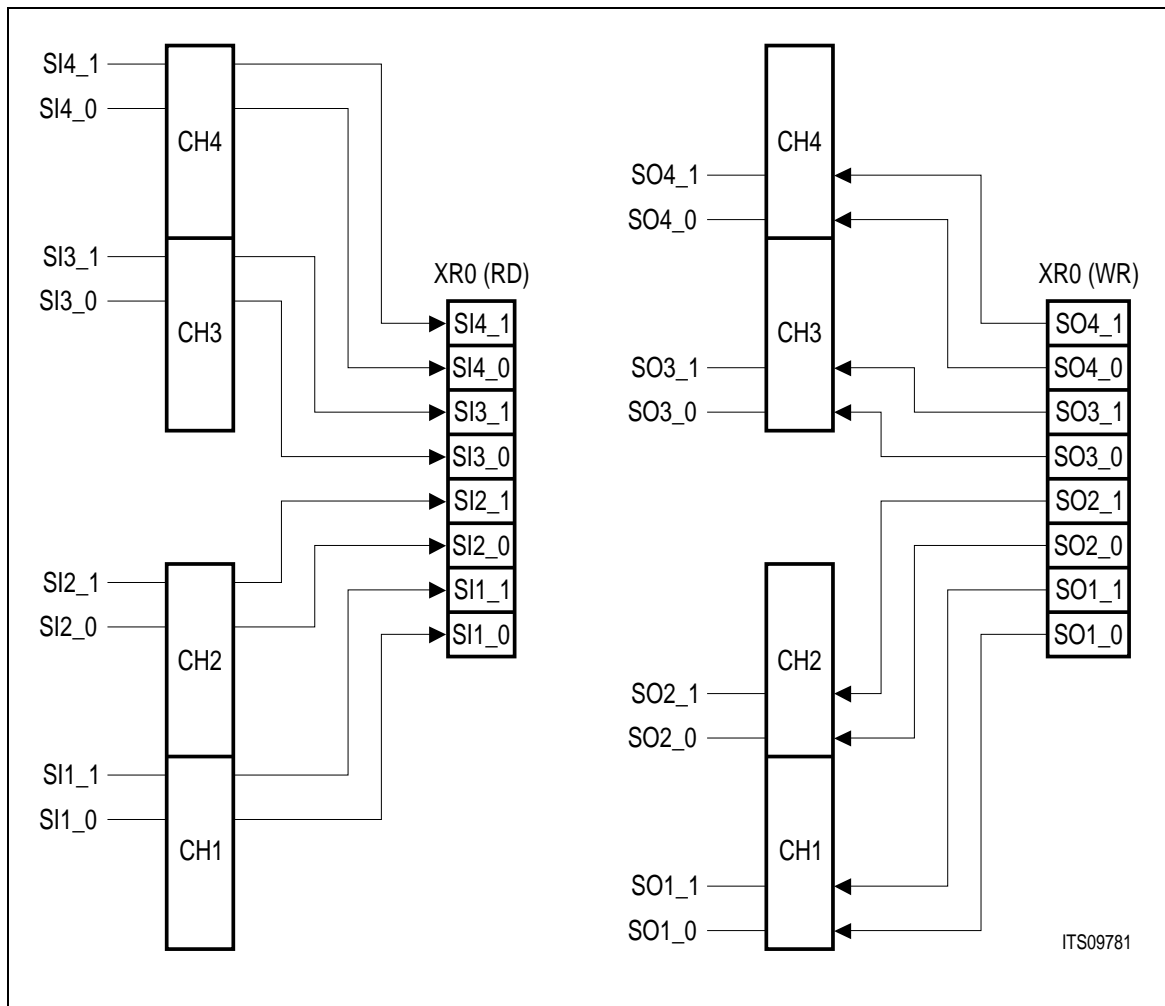 SI4_1
SI4_0
CH4
SI3_1
SI3_0
CH3
XR0 (RD)
SI4_1
SI4_0
SI3_1
SI3_0
SI2_1
SI2_0
SI1_1
SI1_0
SI2_1
SI2_0
CH2
SI1_1
SI1_0
CH1
CH4
SO4_1
SO4_0
CH3
SO3_1
SO3_0
XR0 (WR)
SO4_1
SO4_0
SO3_1
SO3_0
SO2_1
SO2_0
SO1_1
SO1_0
CH2
SO2_1
SO2_0
CH1
SO1_1
SO1_0
ITS09781